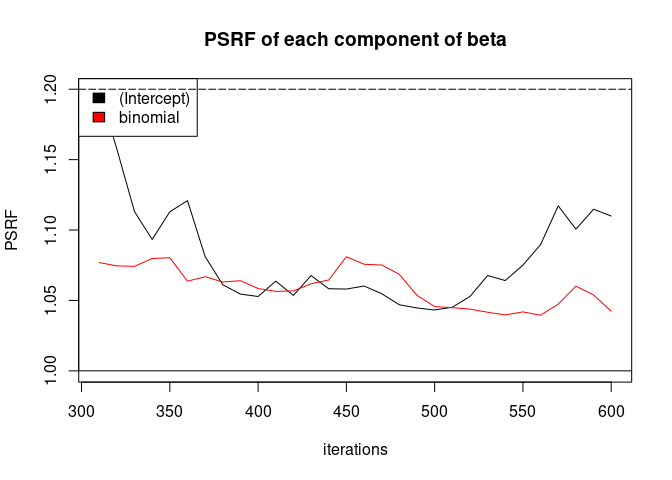 PSRF of each component of beta
(Intercept)
binomial
PSRF
1.20
1.15
1.10
1.05
1.00
300 350 400 450 500 550 600
iterations